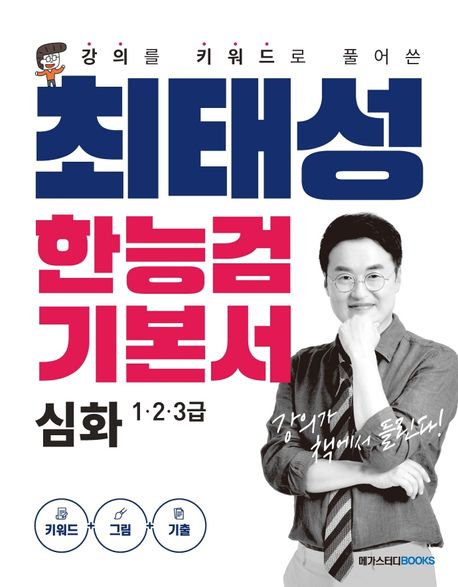 강의를 키워드로 풀어쓴
최태성
한능검
기본서
심화 1·2·3급
강의가
책에서 들린다!
키워드 + 그림 + 기출
메가스터디BOOKS